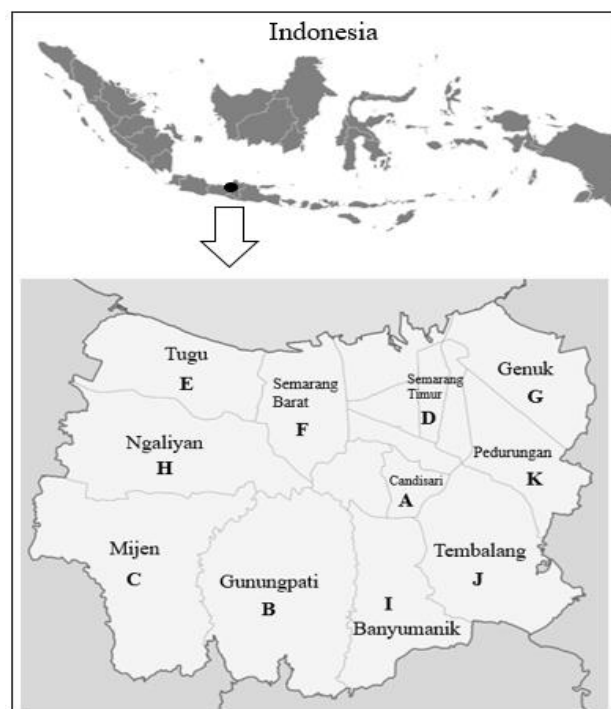 Indonesia
Tugu
E
Semarang
Barat
F
Semarang
Timur
D
Genuk
G
Ngaliyan
H
Pedurungan
K
Candisari
A
Mijen
C
Gunungpati
B
I
Banyumanik
Tembalang
J